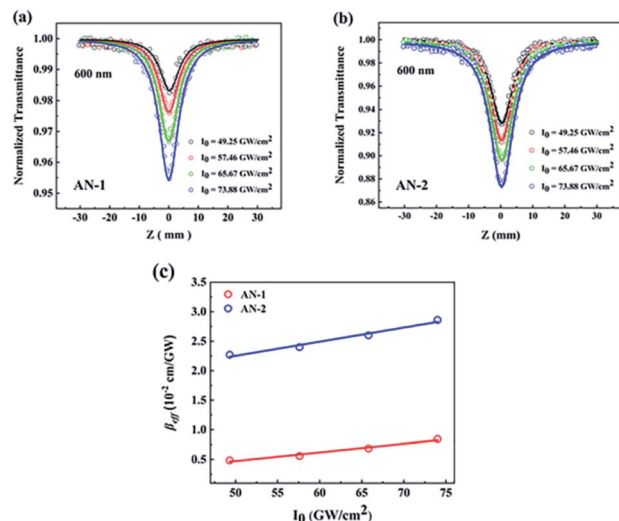 (a)
1.00
0.99
0.98
0.97
0.96
0.95
Normalized Transmittance
600 nm
I₀ = 49.25 GW/cm²
I₀ = 57.46 GW/cm²
I₀ = 65.67 GW/cm²
I₀ = 73.88 GW/cm²
AN-1
-30 -20 -10 0 10 20 30
Z ( mm )
(b)
1.00
0.98
0.96
0.94
0.92
0.90
0.88
0.86
Normalized Transmittance
600 nm
I₀ = 49.25 GW/cm²
I₀ = 57.46 GW/cm²
I₀ = 65.67 GW/cm²
I₀ = 73.88 GW/cm²
AN-2
-30 -20 -10 0 10 20 30
Z (mm)
(c)
3.5
3.0
2.5
2.0
1.5
1.0
0.5
βeff (10⁻² cm/GW)
AN-1
AN-2
50 55 60 65 70 75
I₀ (GW/cm²)